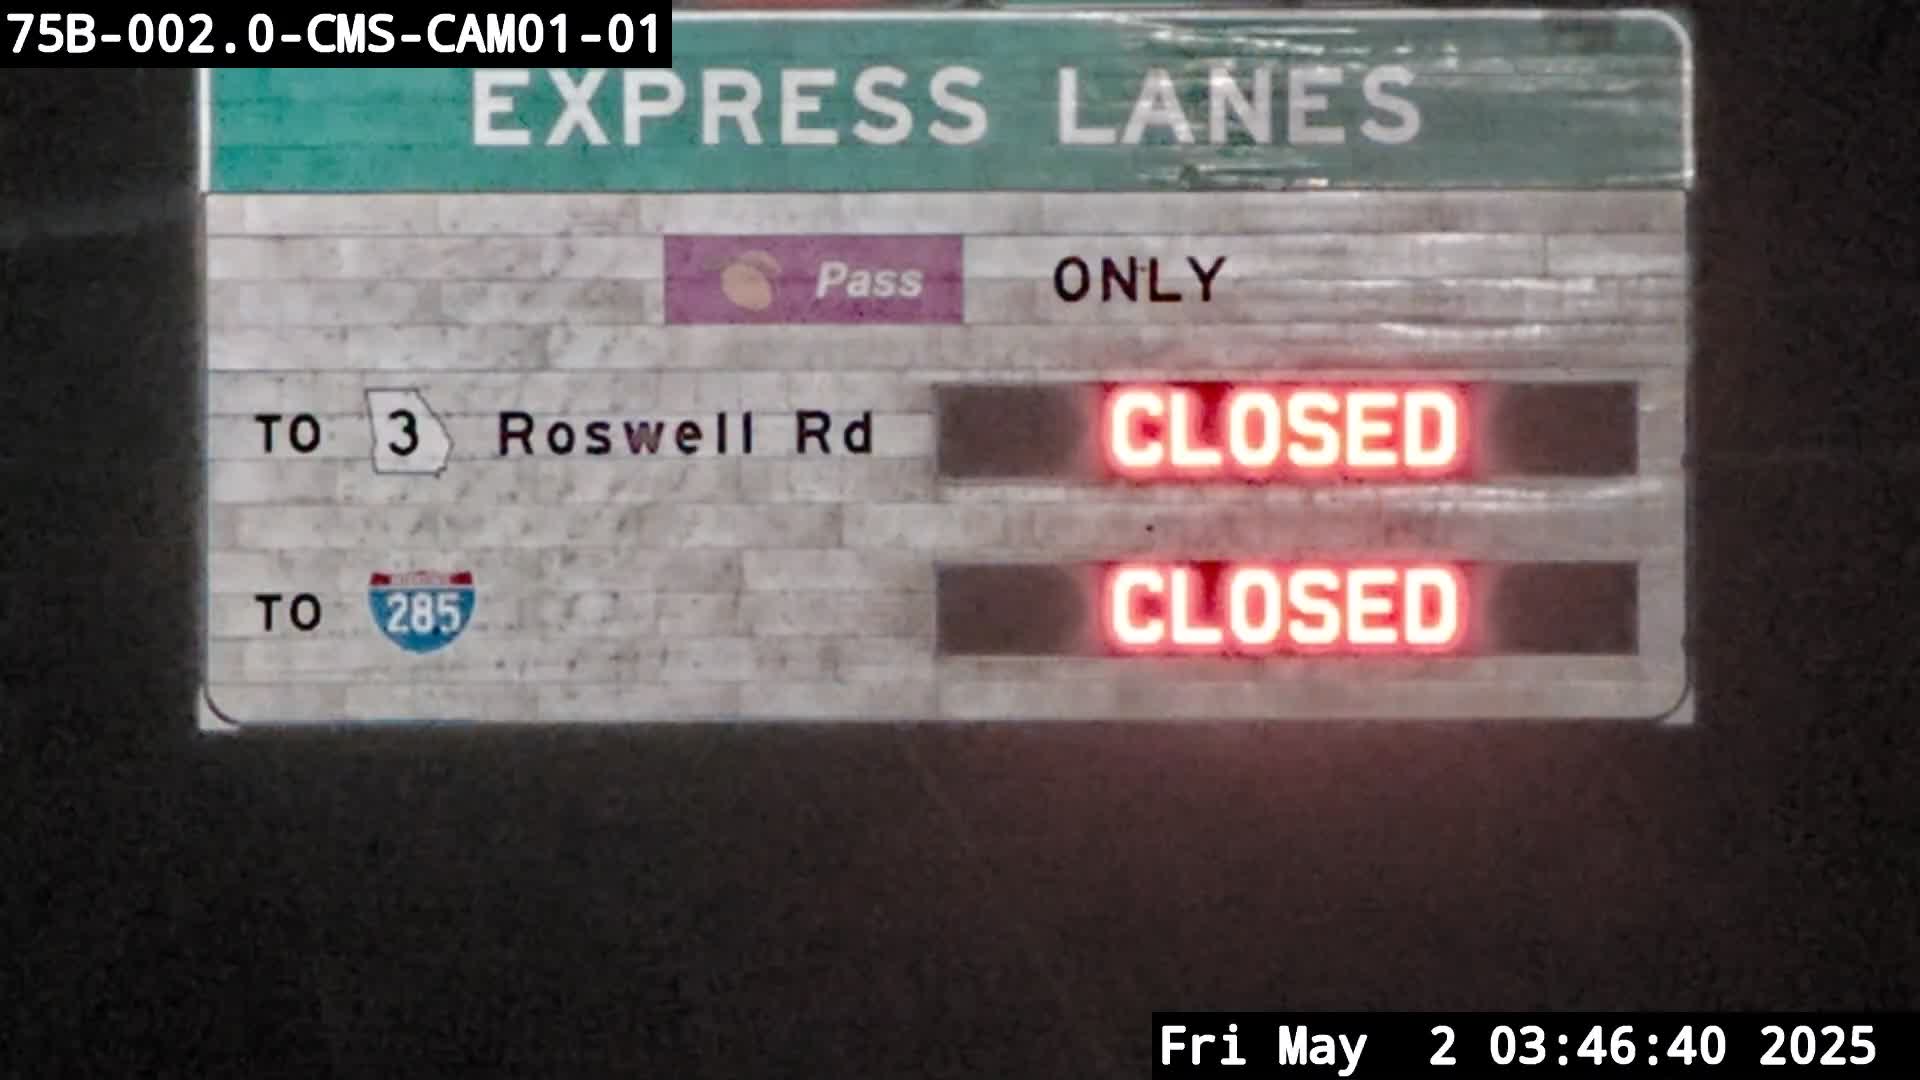 75B-002.0-CMS-CAM01-01
EXPRESS LANES
Pass ONLY
TO 3 Roswell Rd CLOSED
TO 285 CLOSED
Fri May 2 03:46:40 2025